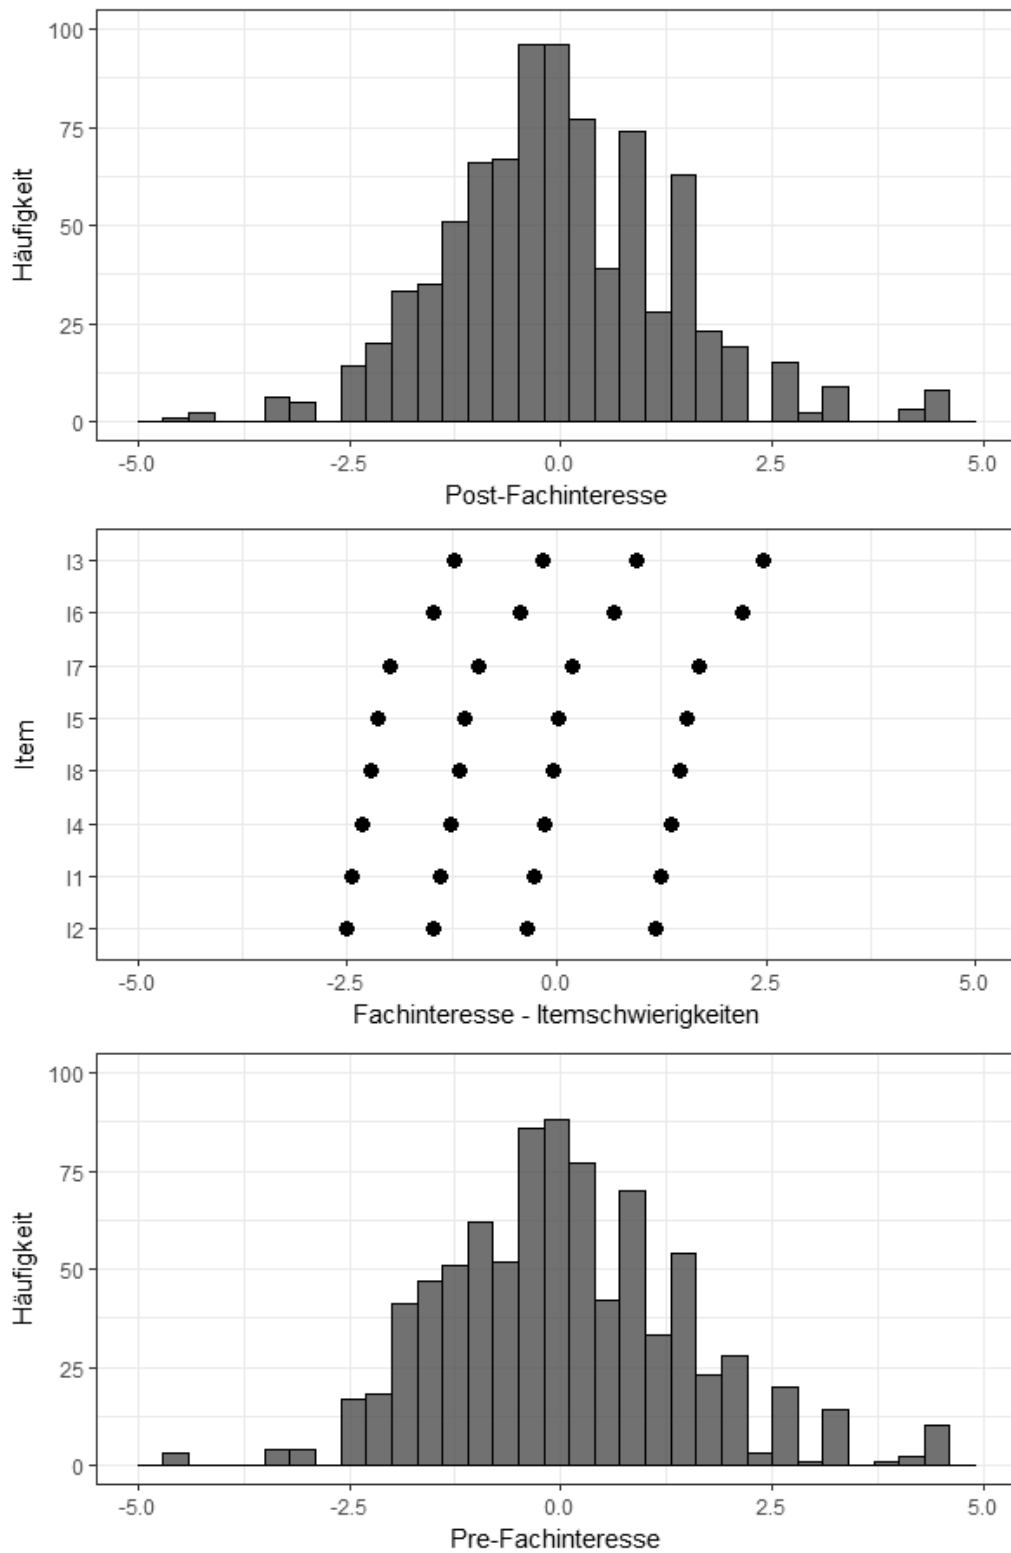 100
75
50
25
0
Häufigkeit
-5.0 -2.5 0.0 2.5 5.0
Post-Fachinteresse
I3
I6
I7
I5
I8
I4
I1
I2
Item
-5.0 -2.5 0.0 2.5 5.0
Fachinteresse - Itemschwierigkeiten
100
75
50
25
0
Häufigkeit
-5.0 -2.5 0.0 2.5 5.0
Pre-Fachinteresse